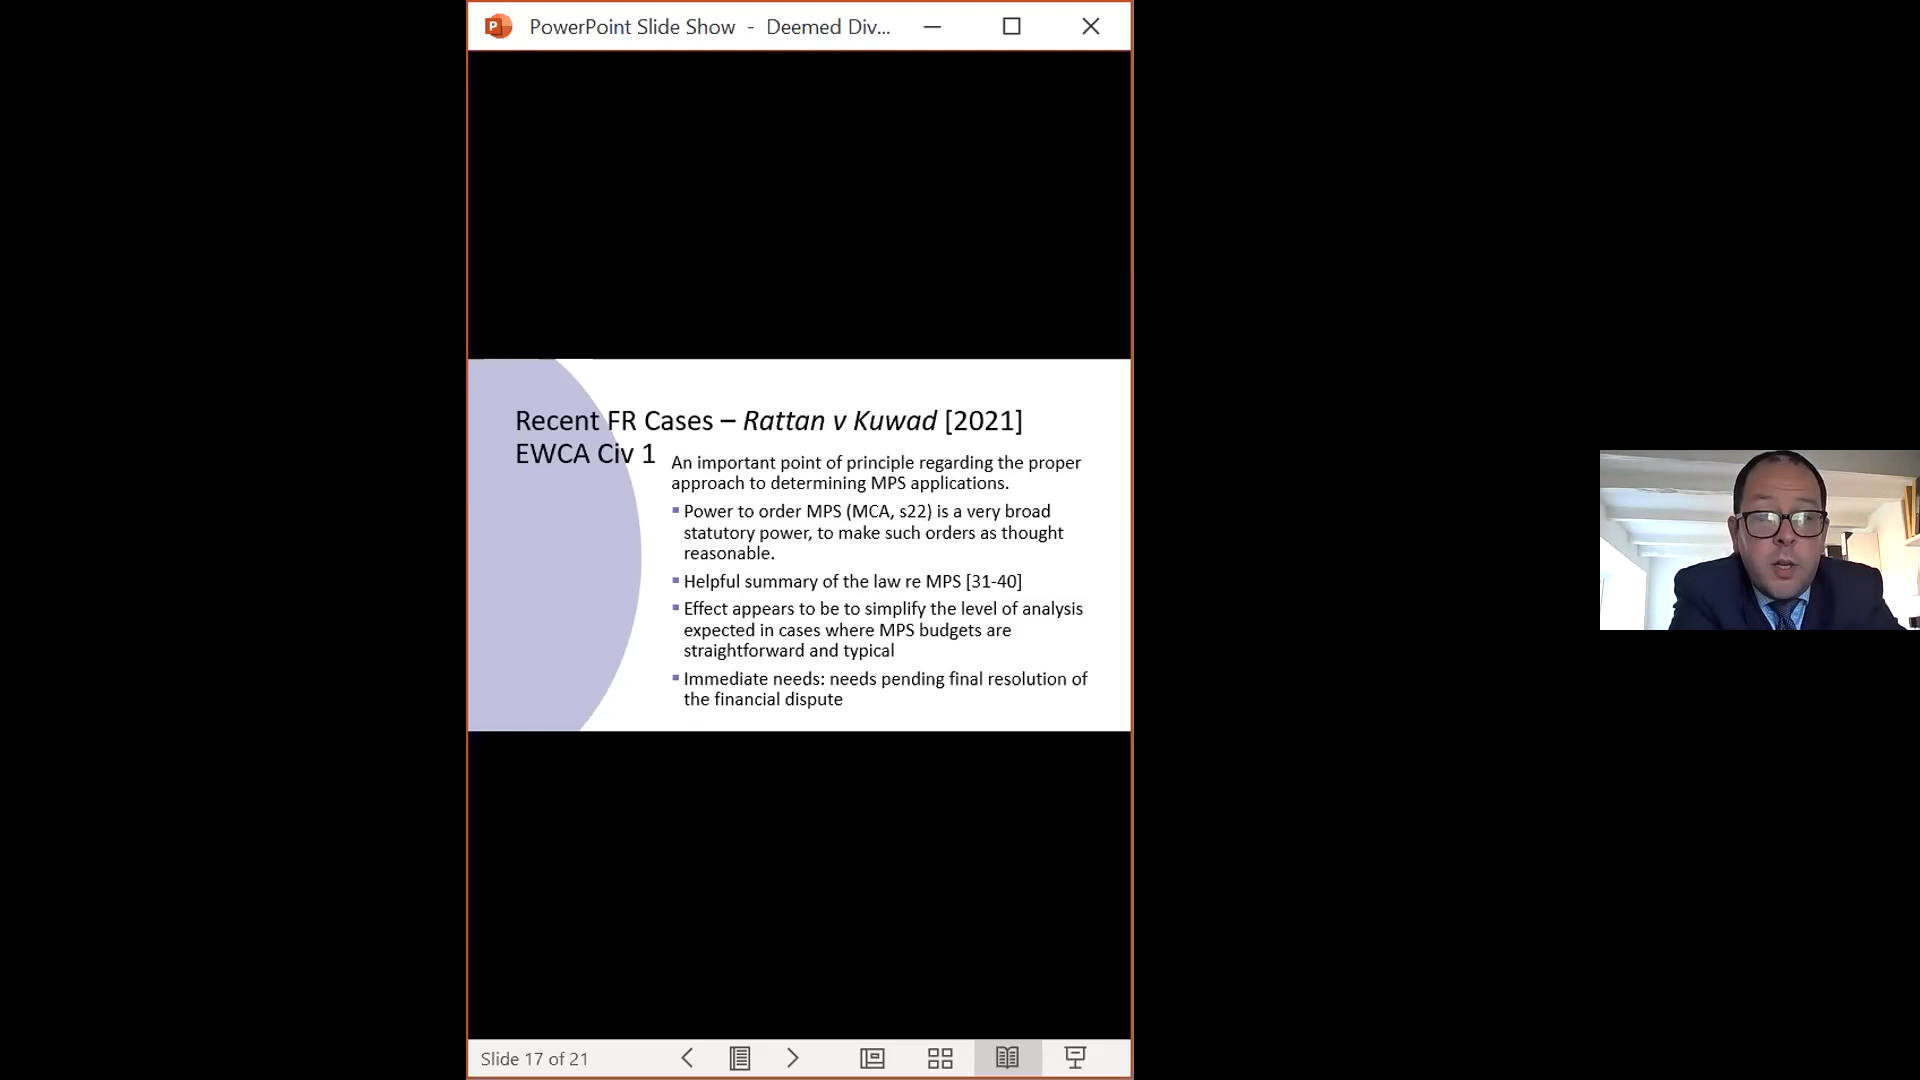 PowerPoint Slide Show - Deemed Div...
Recent FR Cases – Rattan v Kuwad [2021]
EWCA Civ 1
An important point of principle regarding the proper
approach to determining MPS applications.
▪ Power to order MPS (MCA, s22) is a very broad
statutory power, to make such orders as thought
reasonable.
▪ Helpful summary of the law re MPS [31-40]
▪ Effect appears to be to simplify the level of analysis
expected in cases where MPS budgets are
straightforward and typical
▪ Immediate needs: needs pending final resolution of
the financial dispute
Slide 17 of 21